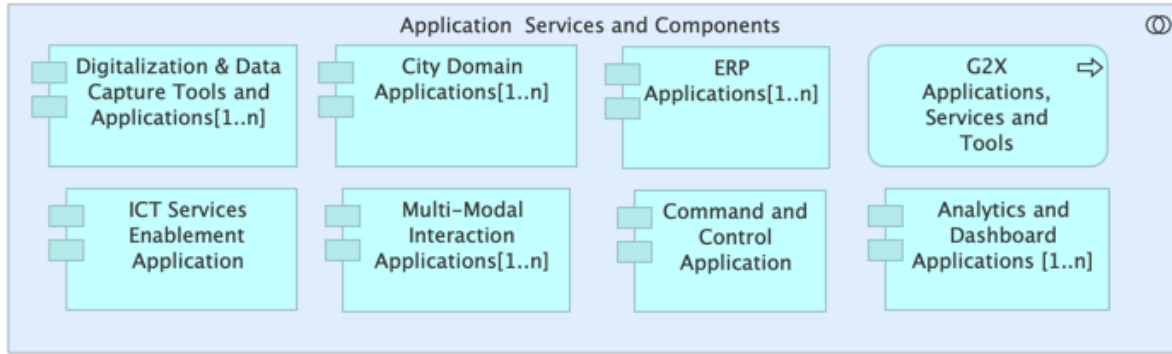 Application Services and Components
Digitalization & Data
Capture Tools and
Applications[1..n]
City Domain
Applications[1..n]
ERP
Applications[1..n]
G2X
Applications,
Services and
Tools
ICT Services
Enablement
Application
Multi-Modal
Interaction
Applications[1..n]
Command and
Control
Application
Analytics and
Dashboard
Applications [1..n]